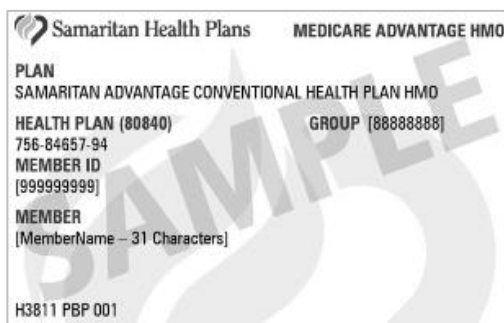 Samaritan Health Plans MEDICARE ADVANTAGE HMO
PLAN
SAMARITAN ADVANTAGE CONVENTIONAL HEALTH PLAN HMO
HEALTH PLAN (80840) GROUP [88888888]
756-84657-94
MEMBER ID
[999999999]
MEMBER
[MemberName – 31 Characters]
H3811 PBP 001
SAMPLE